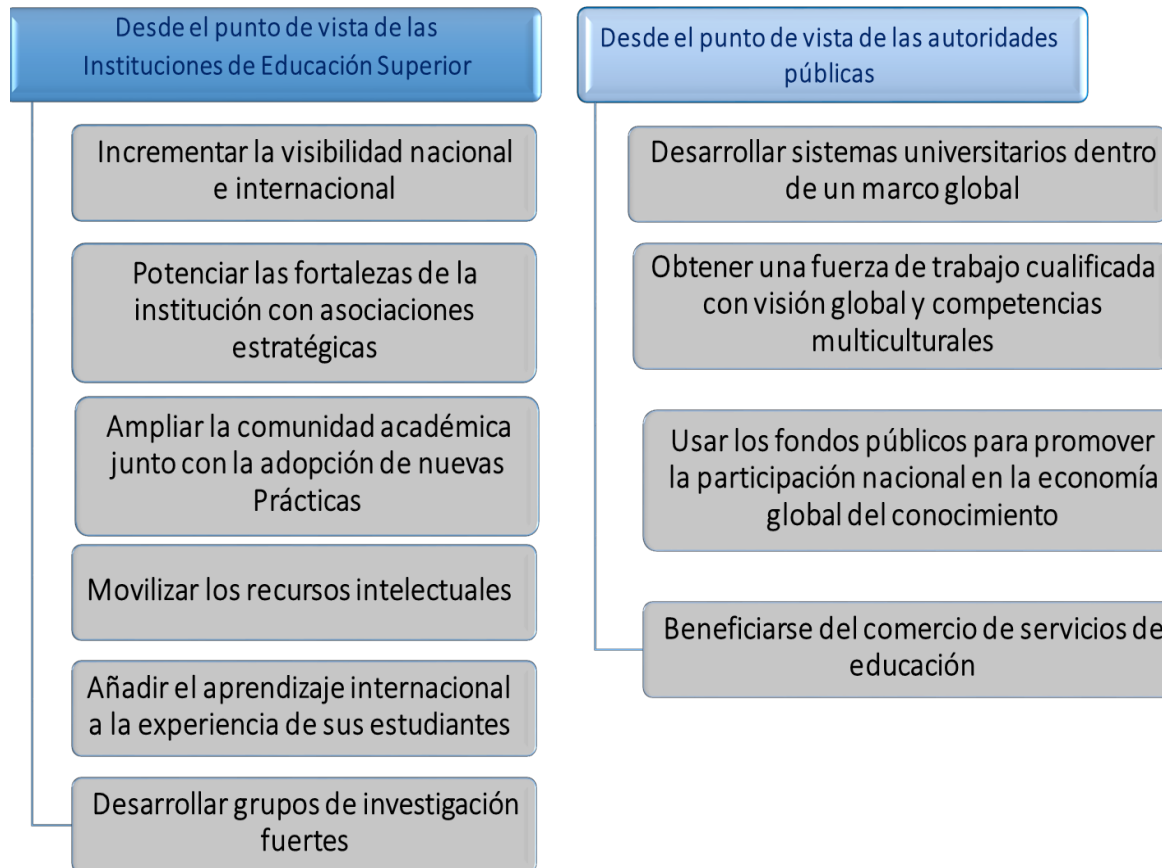 Desde el punto de vista de las
Instituciones de Educación Superior
Incrementar la visibilidad nacional
e internacional
Potenciar las fortalezas de la
institución con asociaciones
estratégicas
Ampliar la comunidad académica
junto con la adopción de nuevas
Prácticas
Movilizar los recursos intelectuales
Añadir el aprendizaje internacional
a la experiencia de sus estudiantes
Desarrollar grupos de investigación
fuertes
Desde el punto de vista de las autoridades
públicas
Desarrollar sistemas universitarios dentro
de un marco global
Obtener una fuerza de trabajo cualificada
con visión global y competencias
multiculturales
Usar los fondos públicos para promover
la participación nacional en la economía
global del conocimiento
Beneficiarse del comercio de servicios de
educación